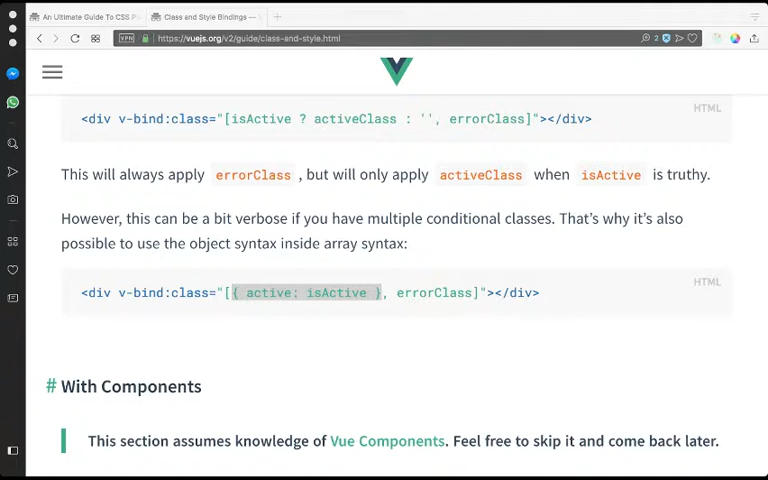 An Ultimate Guide To CSS P
Class and Style Bindings —
VPN
https://vuejs.org/v2/guide/class-and-style.html
2
HTML
<div v-bind:class="[isActive ? activeClass : '', errorClass]"></div>
This will always apply errorClass , but will only apply activeClass when isActive is truthy.
However, this can be a bit verbose if you have multiple conditional classes. That's why it's also
possible to use the object syntax inside array syntax:
HTML
<div v-bind:class="[{ active: isActive }, errorClass]"></div>
# With Components
This section assumes knowledge of Vue Components. Feel free to skip it and come back later.